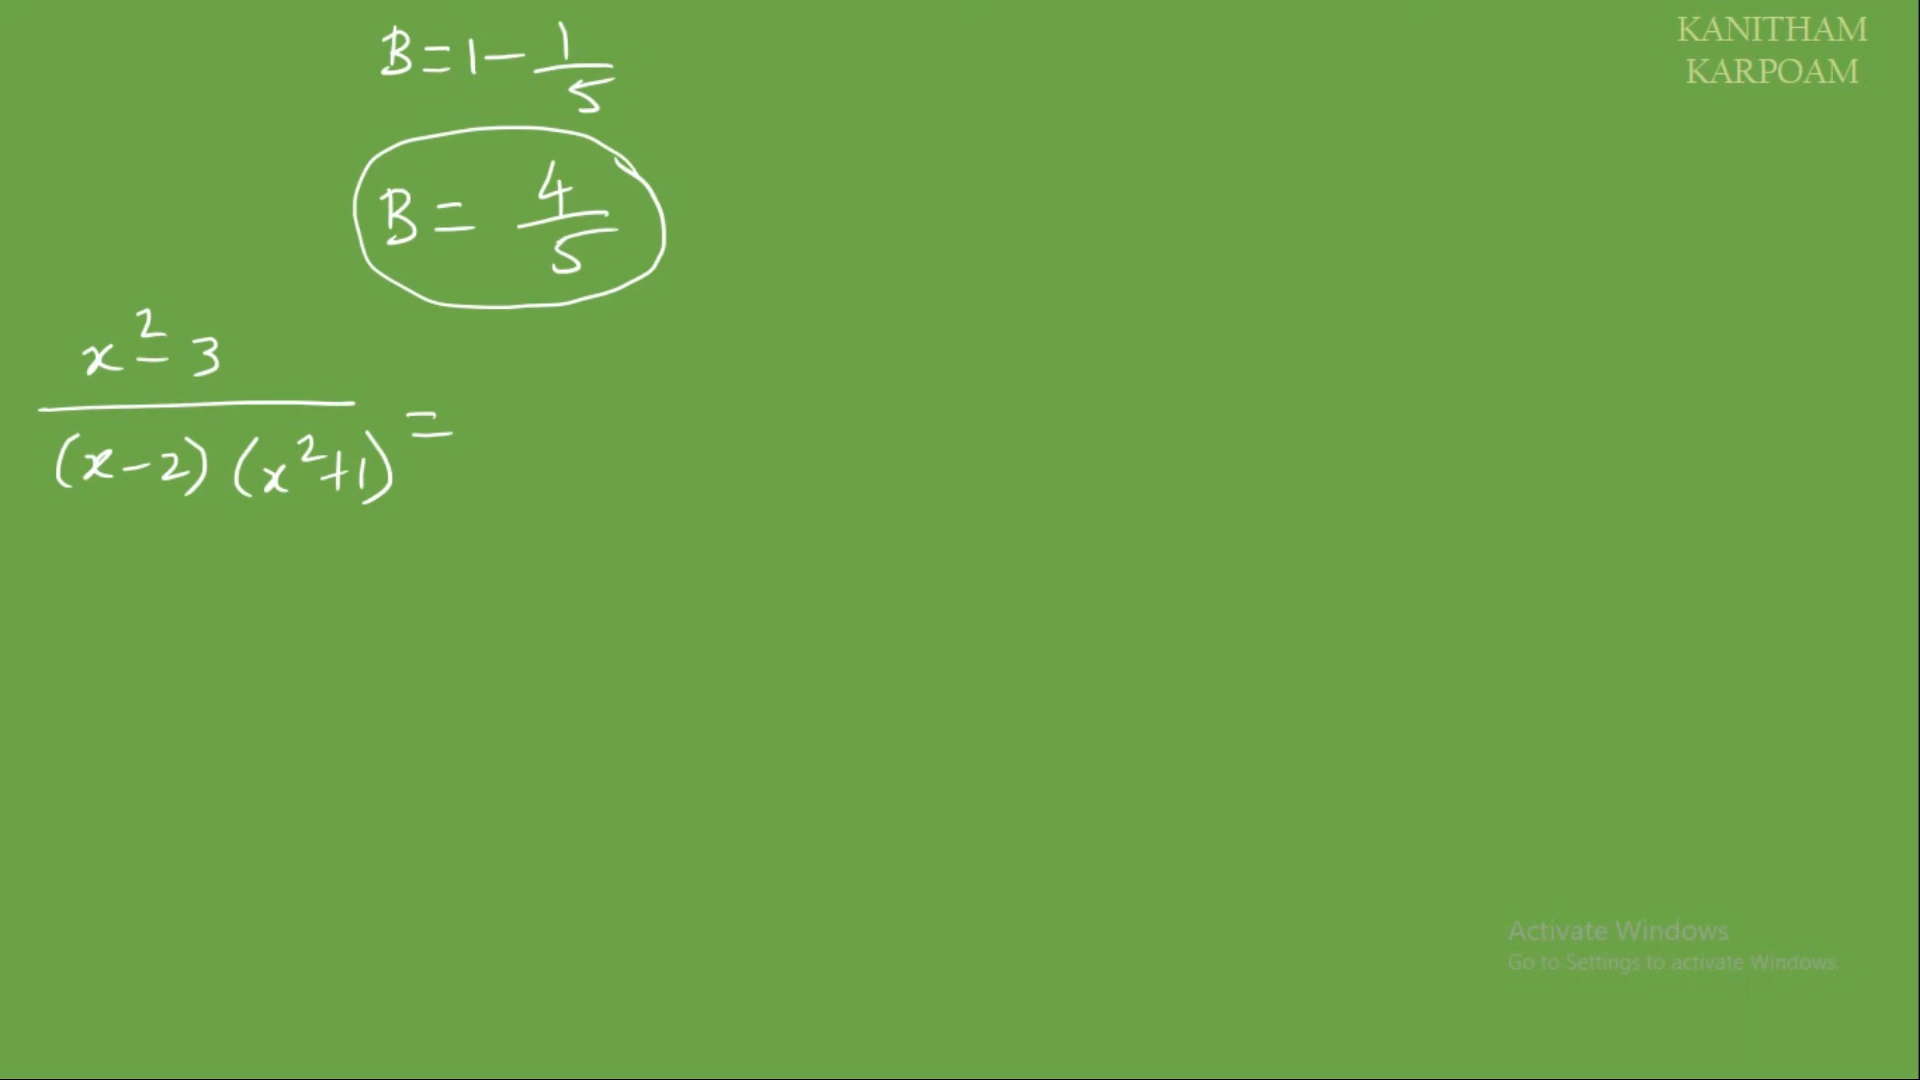 KANITHAM
KARPOAM
B = 1 - 1/5
B = 4/5
x² - 3
(x-2) (x²+1) =
Activate Windows
Go to Settings to activate Windows.